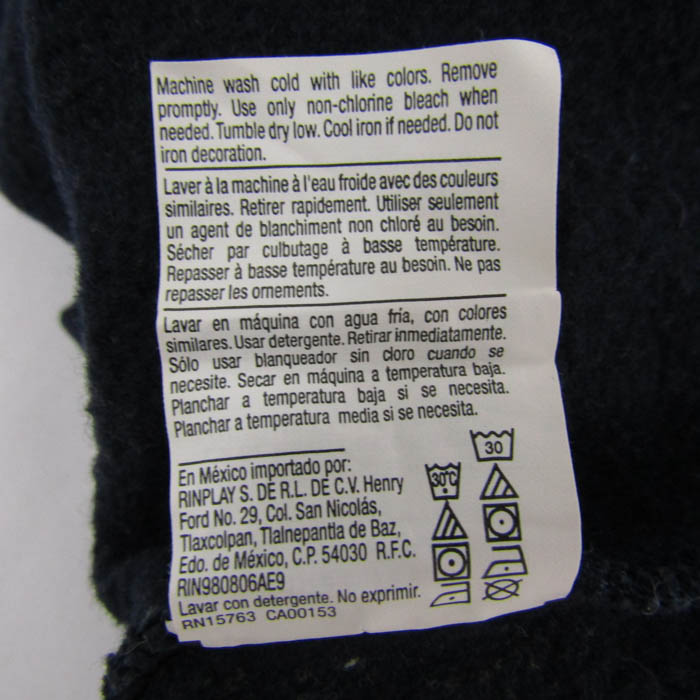 Machine wash cold with like colors. Remove
promptly. Use only non-chlorine bleach when
needed. Tumble dry low. Cool iron if needed. Do not
iron decoration.
Laver à la machine à l'eau froide avec des couleurs
similaires. Retirer rapidement. Utiliser seulement
un agent de blanchiment non chloré au besoin.
Sécher par culbutage à basse température.
Repasser à basse température au besoin. Ne pas
repasser les ornements.
Lavar en máquina con agua fría, con colores
similares. Usar detergente. Retirar inmediatamente.
Sólo usar blanqueador sin cloro cuando se
necesite. Secar en máquina a temperatura baja.
Planchar a temperatura baja si se necesita.
Planchar a temperatura media si se necesita.
En México importado por:
RINPLAY S. DE R.L. DE C.V. Henry
Ford No. 29, Col. San Nicolás,
Tlaxcolpan, Tlalnepantla de Baz,
Edo. de México, C.P. 54030 R.F.C.
RIN980806AE9
Lavar con detergente. No exprimir.
RN15763 CA00153
30
30°C